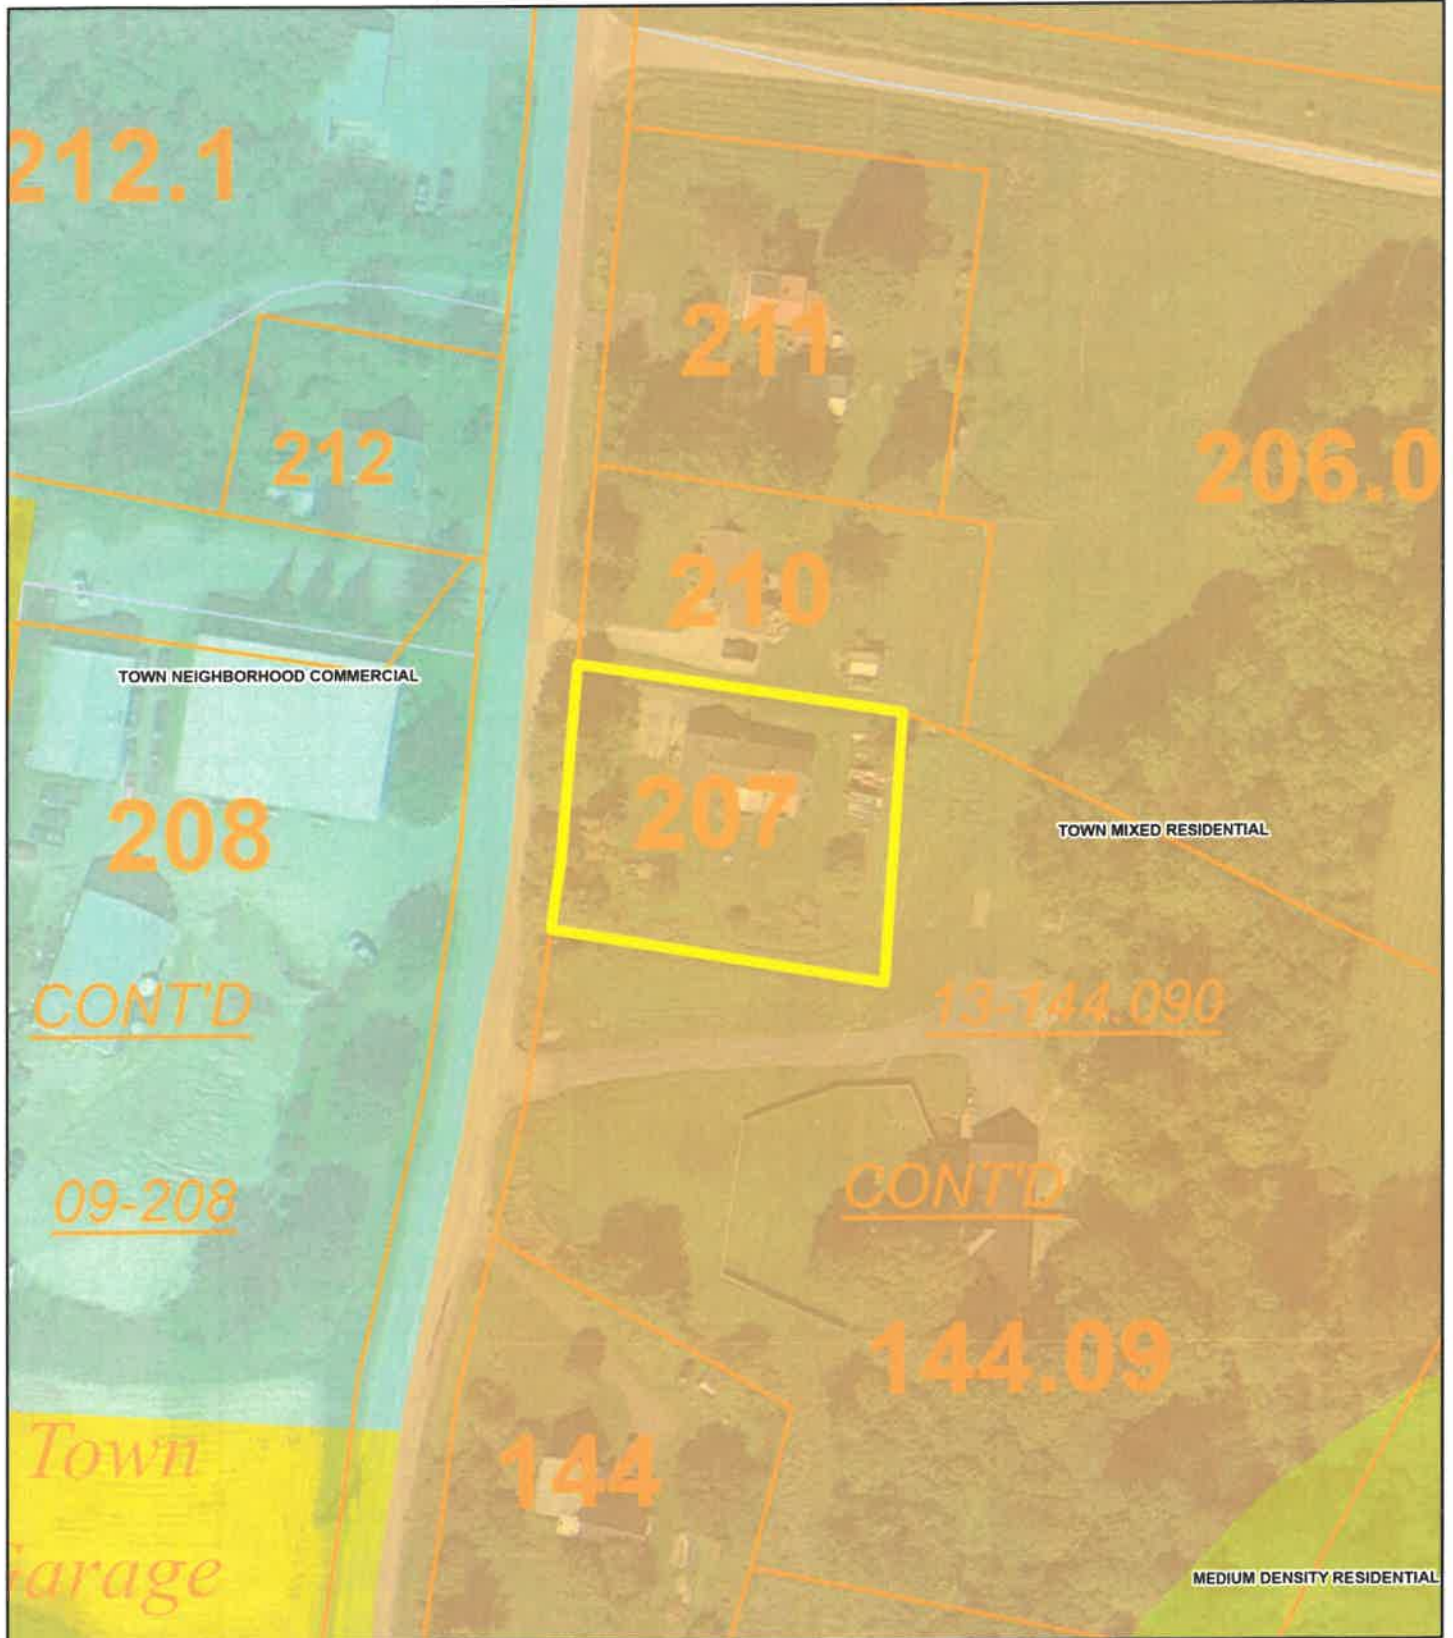 212.1
211
212
206.0
210
TOWN NEIGHBORHOOD COMMERCIAL
207
208
TOWN MIXED RESIDENTIAL
CONT'D
13-144.090
CONT'D
09-208
144.09
Town
144
Garage
MEDIUM DENSITY RESIDENTIAL